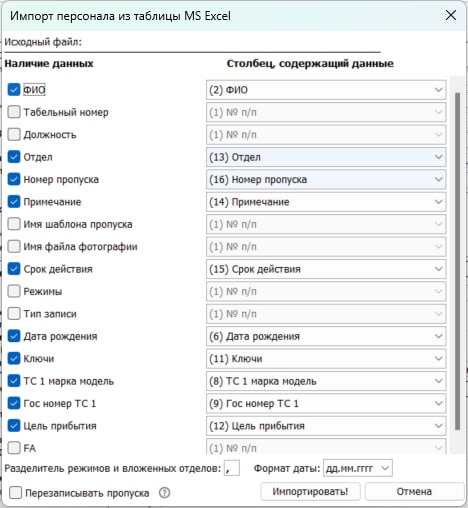 Импорт персонала из таблицы MS Excel
Исходный файл:
Наличие данных Столбец, содержащий данные
ФИО (2) ФИО
Табельный номер (1) № п/п
Должность (1) № п/п
Отдел (13) Отдел
Номер пропуска (16) Номер пропуска
Примечание (14) Примечание
Имя шаблона пропуска (1) № п/п
Имя файла фотографии (1) № п/п
Срок действия (15) Срок действия
Режимы (1) № п/п
Тип записи (1) № п/п
Дата рождения (6) Дата рождения
Ключи (11) Ключи
ТС 1 марка модель (8) ТС 1 марка модель
Гос номер ТС 1 (9) Гос номер ТС 1
Цель прибытия (12) Цель прибытия
FA (1) № п/п
Разделитель режимов и вложенных отделов: , Формат даты: дд.мм.гггг
Перезаписывать пропуска ? Импортировать! Отмена